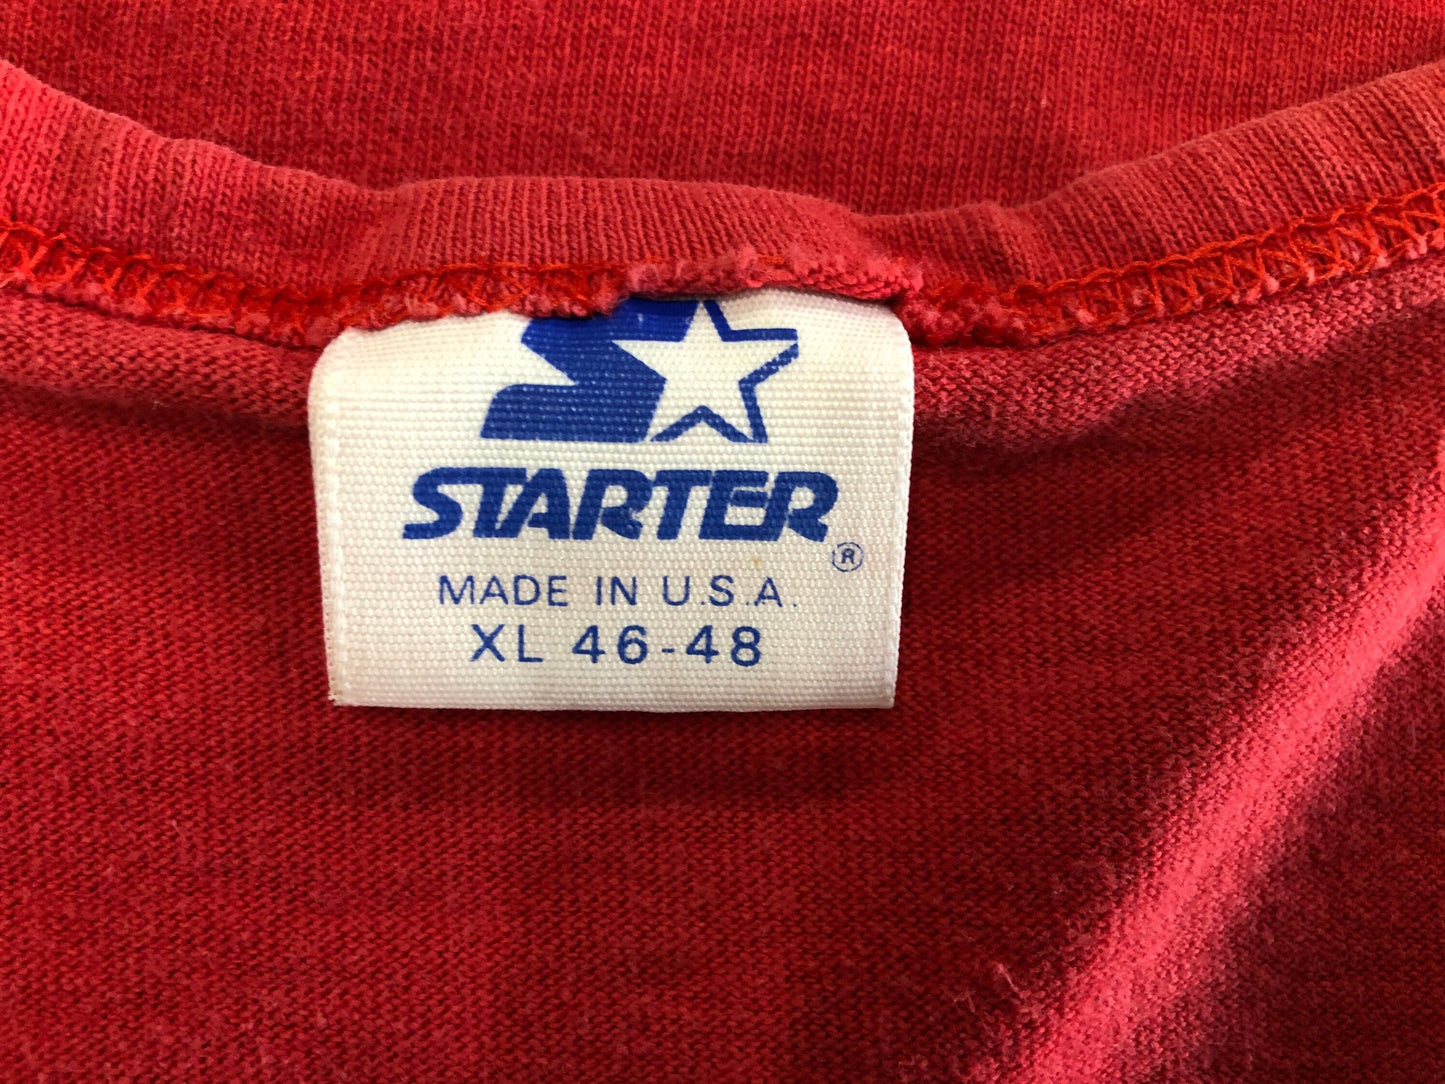 STARTER®
MADE IN U.S.A.
XL 46-48